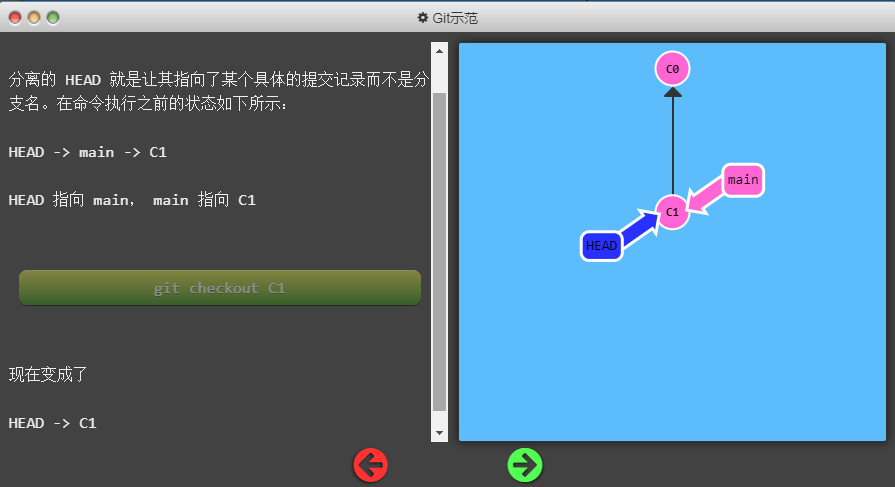 Git示范
分离的 HEAD 就是让其指向了某个具体的提交记录而不是分
支名。在命令执行之前的状态如下所示：
HEAD -> main -> C1
HEAD 指向 main， main 指向 C1
git checkout C1
现在变成了
HEAD -> C1
C0
main
C1
HEAD